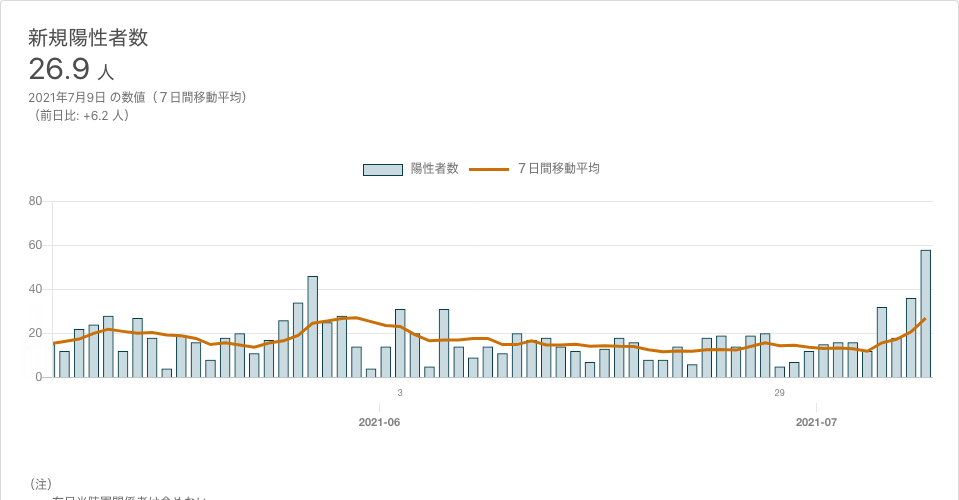 新規陽性者数
26.9 人
2021年7月9日 の数値（７日間移動平均）
（前日比: +6.2 人）
陽性者数 ７日間移動平均
80
60
40
20
0
3 29
2021-06 2021-07
（注）